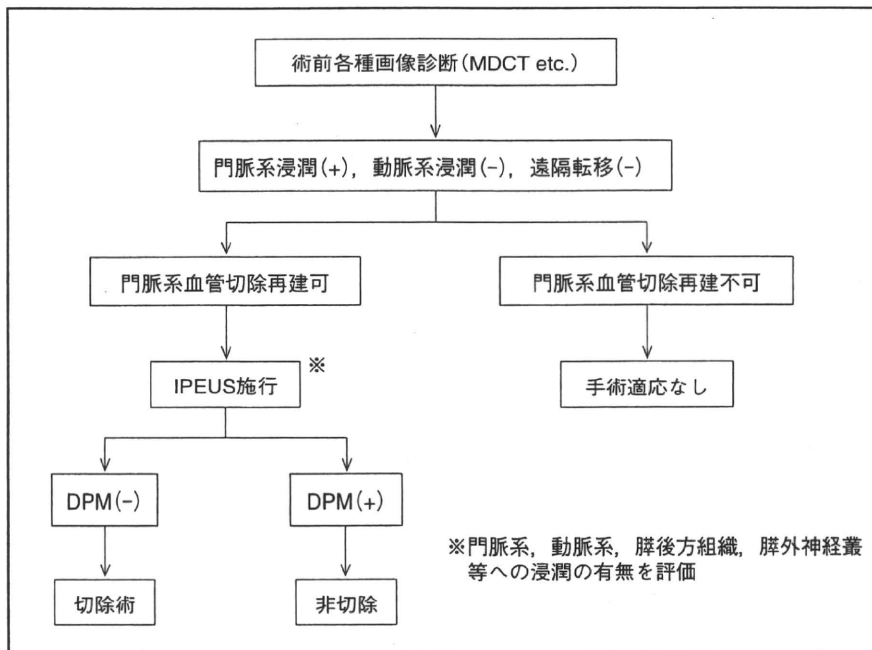 術前各種画像診断(MDCT etc.)
門脈系浸潤(+), 動脈系浸潤(-), 遠隔転移(-)
門脈系血管切除再建可
門脈系血管切除再建不可
IPEUS施行
※
手術適応なし
DPM(-)
DPM(+)
※門脈系, 動脈系, 膵後方組織, 膵外神経叢
等への浸潤の有無を評価
切除術
非切除